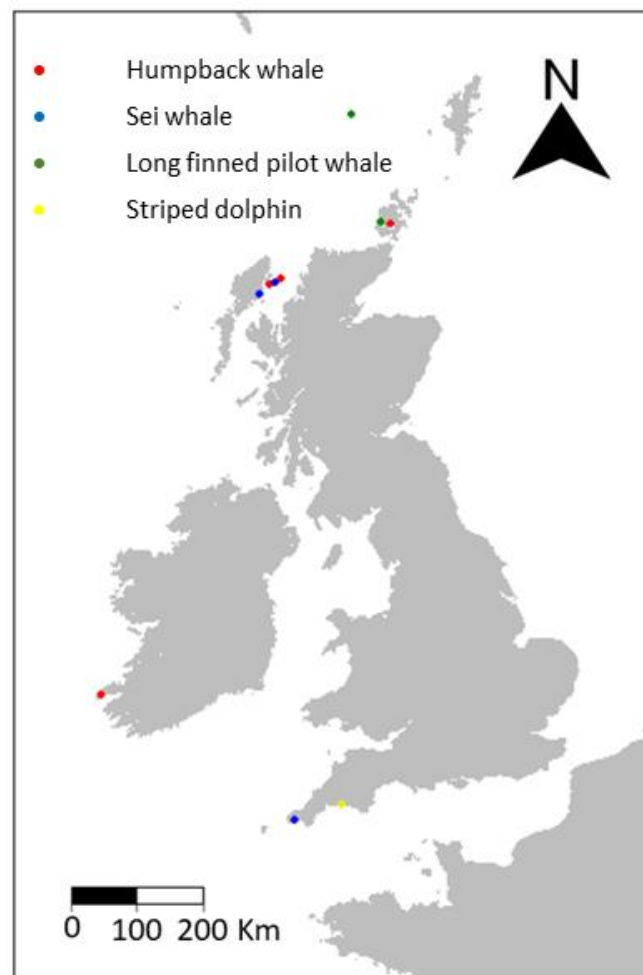 Humpback whale
N
Sei whale
Long finned pilot whale
Striped dolphin
0 100 200 Km